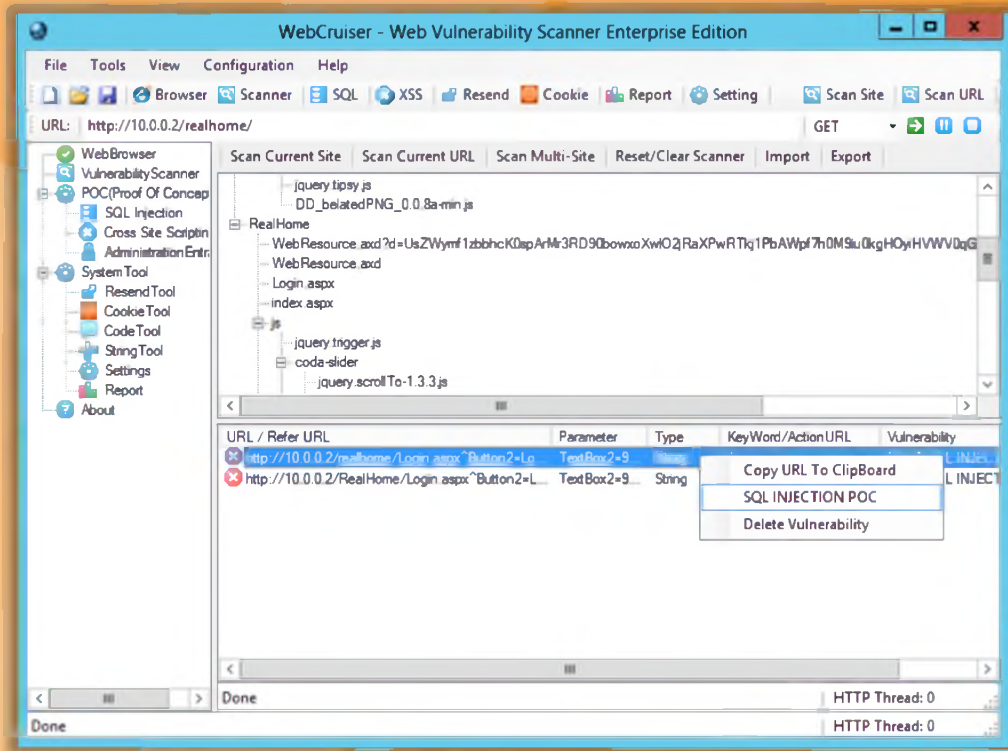 WebCruiser - Web Vulnerability Scanner Enterprise Edition
File Tools View Configuration Help
Browser Scanner SQL XSS Resend Cookie Report Setting Scan Site Scan URL
URL: http://10.0.0.2/realhome/ GET
WebBrowser
VulnerabilityScanner
POC(Proof Of Concep
SQL Injection
Cross Site Scriptin
AdministrationEntra
SystemTool
ResendTool
CookieTool
CodeTool
StringTool
Settings
Report
About
Scan Current Site Scan Current URL Scan Multi-Site Reset/Clear Scanner Import Export
jquery.tipsy.js
DD_belatedPNG_0.0.8a-min.js
RealHome
WebResource.axd
WebResource.axd
Login.aspx
index.aspx
js
jquery.trigger.js
coda-slider
jquery.scrollTo-1.3.3.js
URL / Refer URL Parameter Type KeyWord/ActionURL Vulnerability
http://10.0.0.2/realhome/Login.aspx^Button2=Lo... TextBox2=9... String L INJEC
http://10.0.0.2/RealHome/Login.aspx^Button2=L... TextBox2=9... String L INJECT
Copy URL To ClipBoard
SQL INJECTION POC
Delete Vulnerability
Done HTTP Thread: 0
Done HTTP Thread: 0